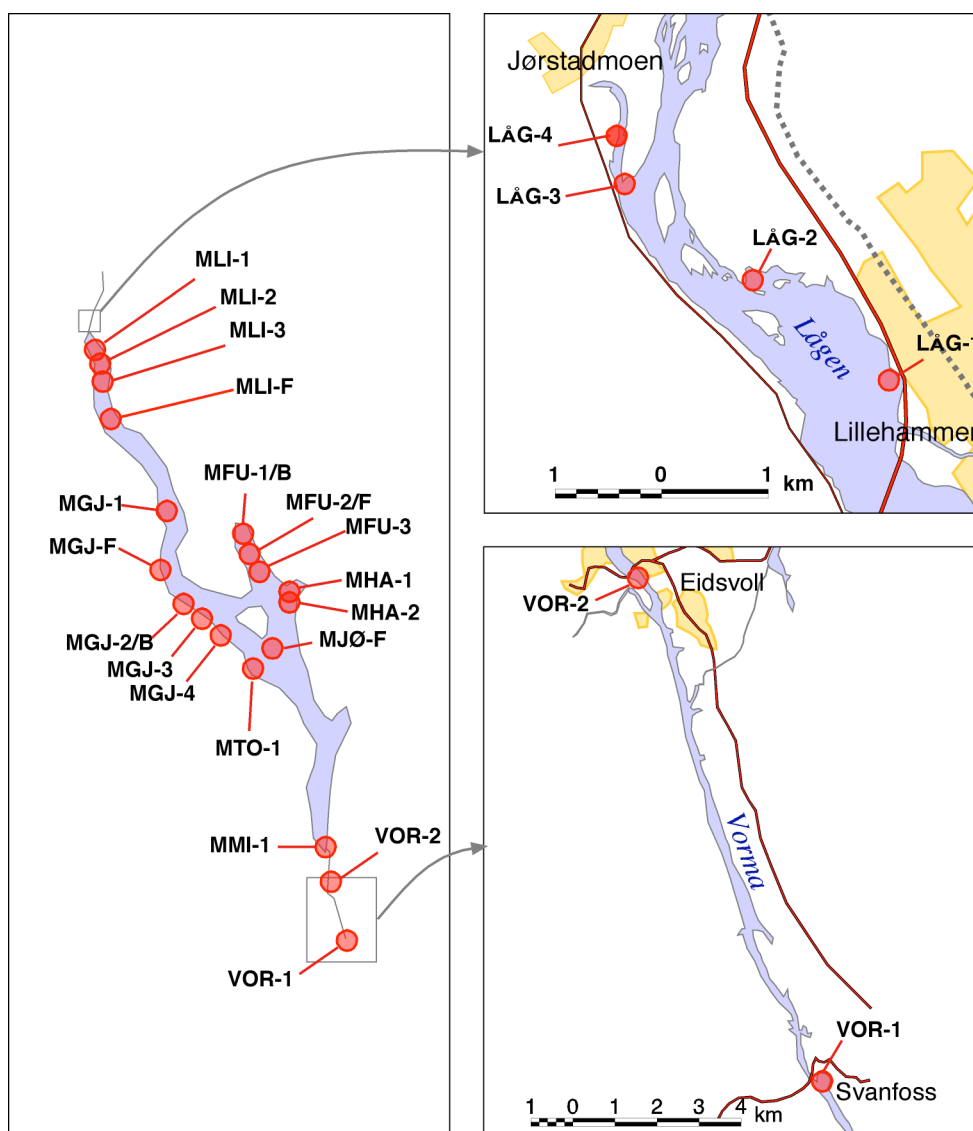 MLI-1
MLI-2
MLI-3
MLI-F
MFU-1/B
MFU-2/F
MGJ-1
MFU-3
MGJ-F
MHA-1
MHA-2
MGJ-2/B
MJØ-F
MGJ-3
MGJ-4
MTO-1
MMI-1
VOR-2
VOR-1
Jørstadmoen
LÅG-4
LÅG-3
LÅG-2
Lågen
LÅG-1
Lillehammer
1 0 1
km
Eidsvoll
VOR-2
Vorma
VOR-1
Svanfoss
1 0 1 2 3 4
km